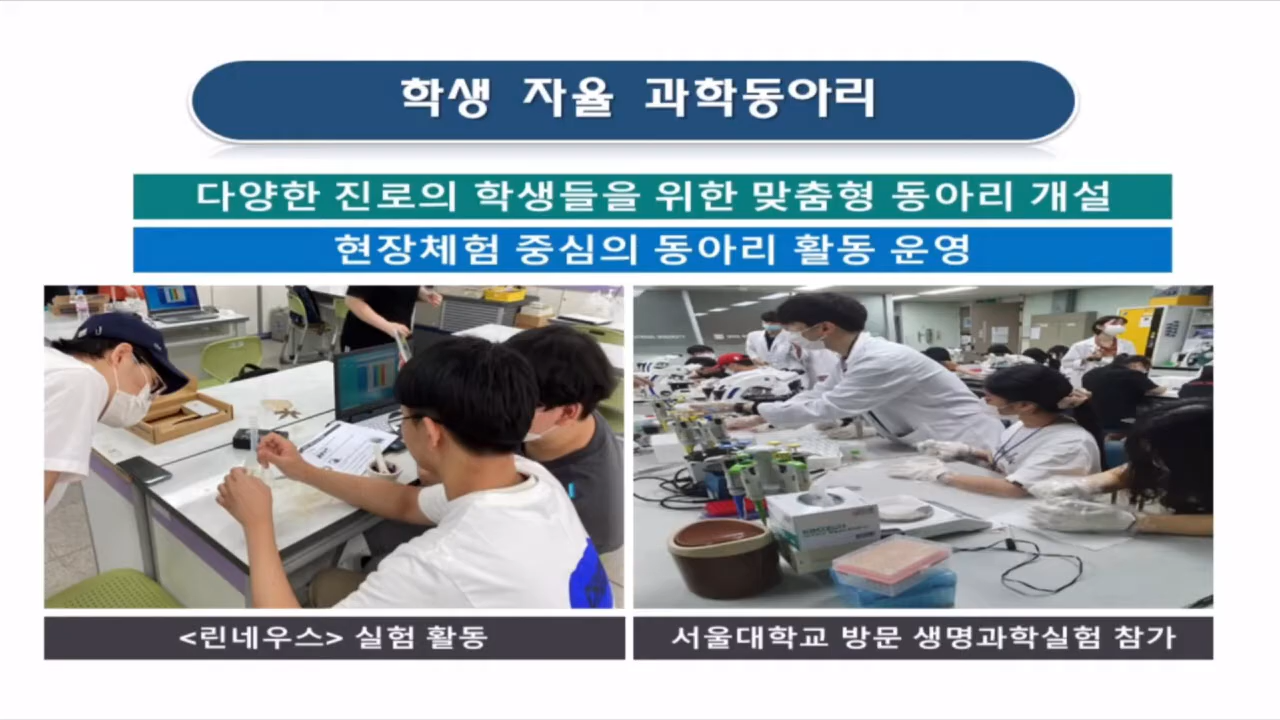 학생 자율 과학동아리
다양한 진로의 학생들을 위한 맞춤형 동아리 개설
현장체험 중심의 동아리 활동 운영
<린네우스> 실험 활동
서울대학교 방문 생명과학실험 참가